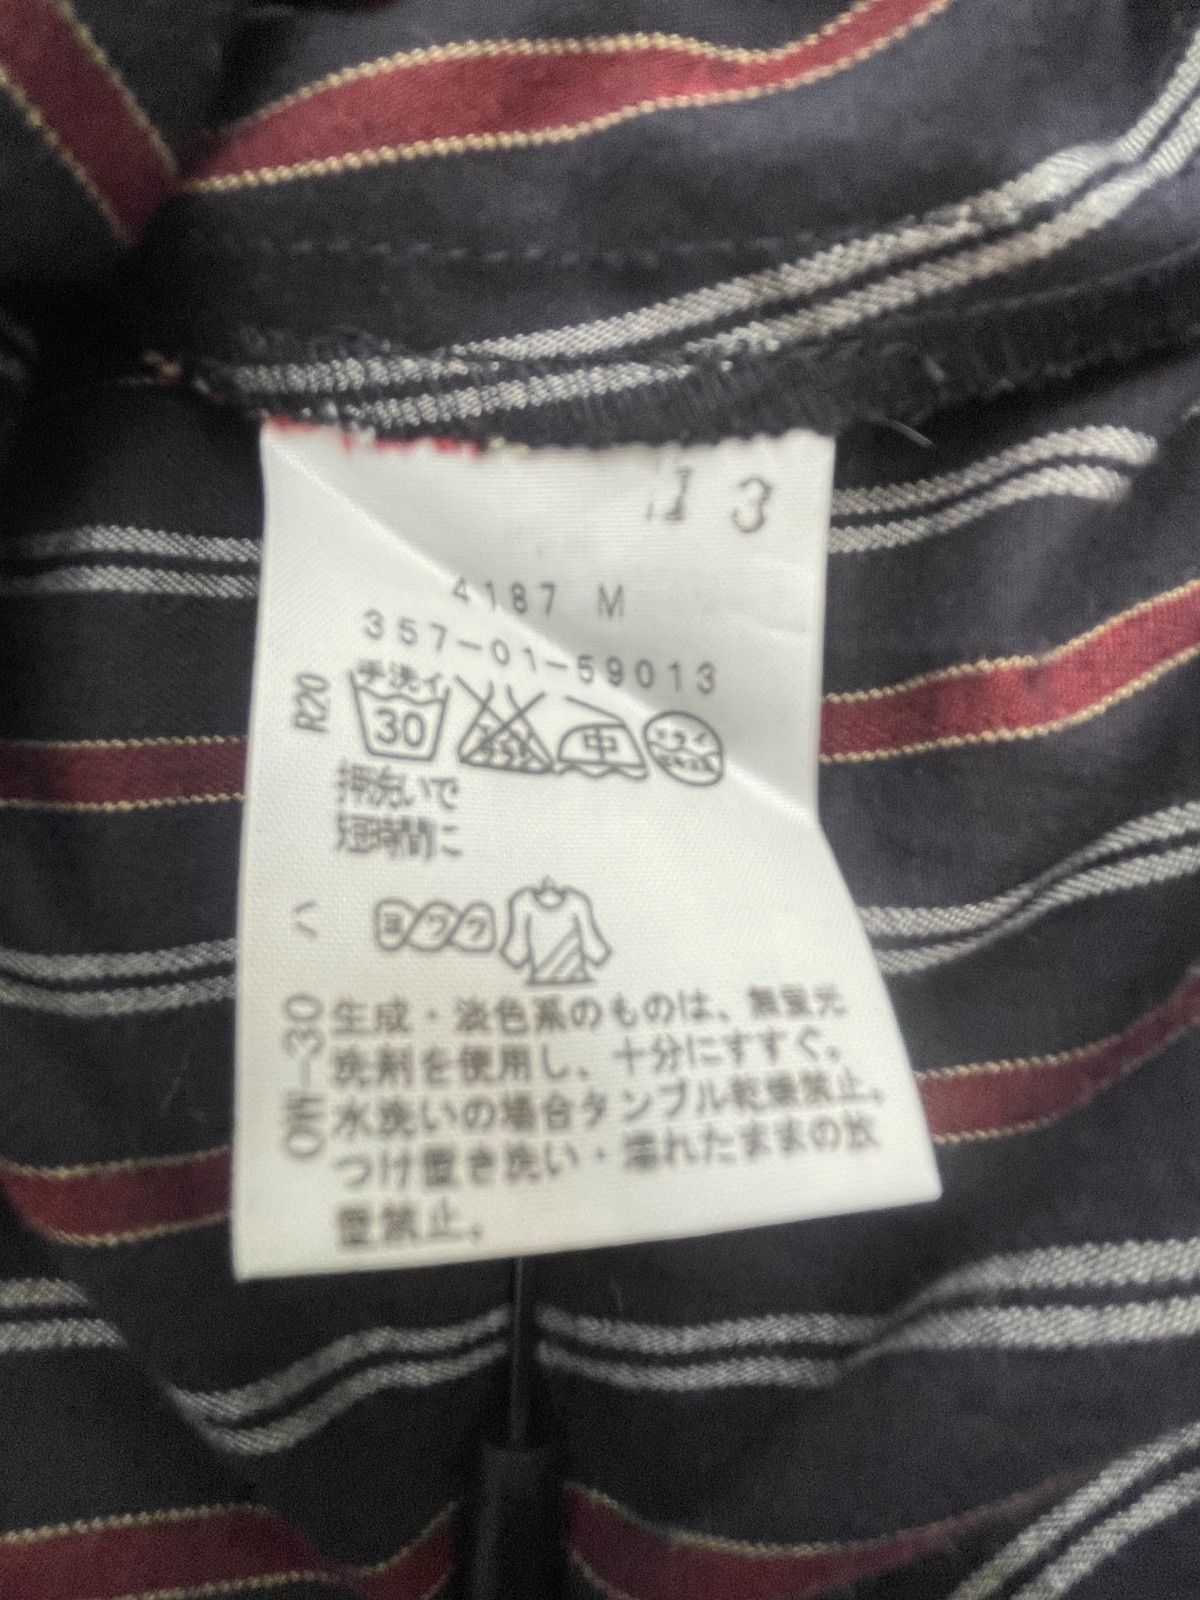 13
4187 M
357-01-59013
R20
手洗イ
30
中
押洗いで
短時間に
ハ
ヨワク
OM-30
生成・淡色系のものは、無蛍光
洗剤を使用し、十分にすすぐ。
水洗いの場合タンブル乾燥禁止。
つけ置き洗い・濡れたままの放
置禁止。